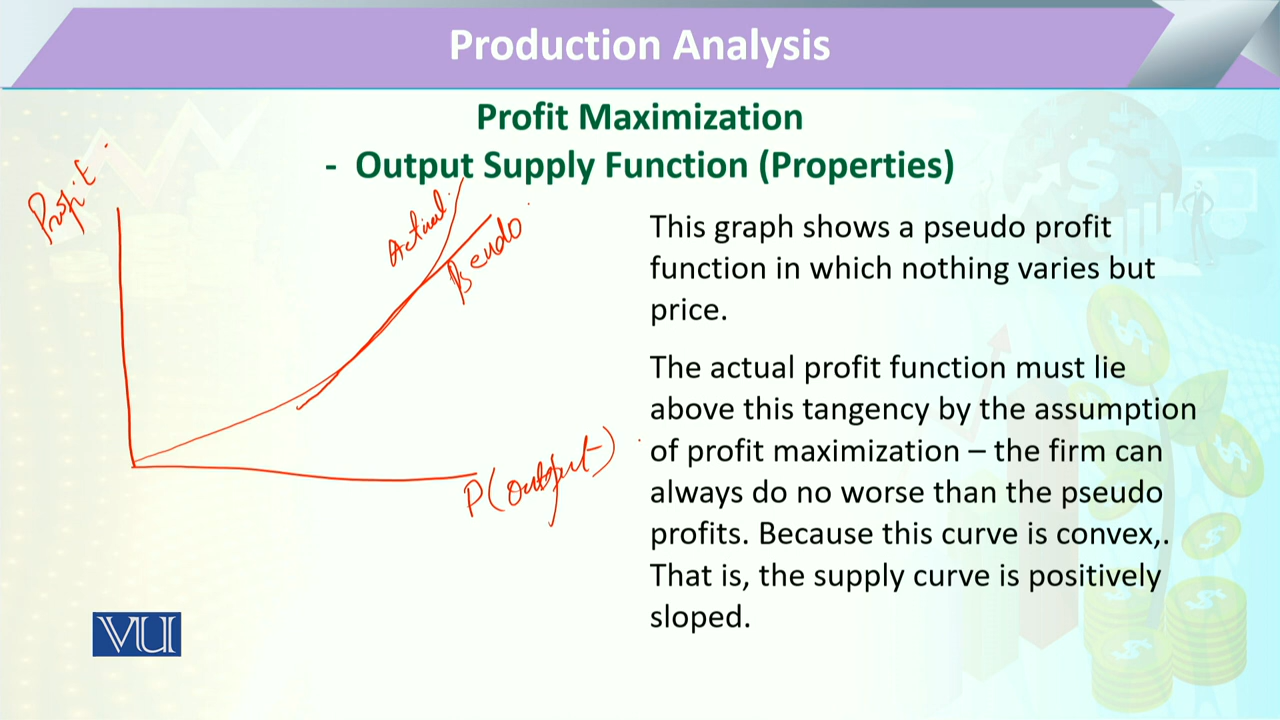 Production Analysis
Profit Maximization
- Output Supply Function (Properties)
Profit
Actual
Pseudo
P(output)
This graph shows a pseudo profit
function in which nothing varies but
price.
The actual profit function must lie
above this tangency by the assumption
of profit maximization – the firm can
always do no worse than the pseudo
profits. Because this curve is convex,.
That is, the supply curve is positively
sloped.
VU